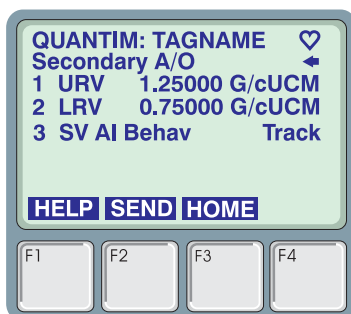 QUANTIM: TAGNAME
Secondary A/O
1 URV 1.25000 G/cUCM
2 LRV 0.75000 G/cUCM
3 SV AI Behav Track
HELP SEND HOME
F1 F2 F3 F4